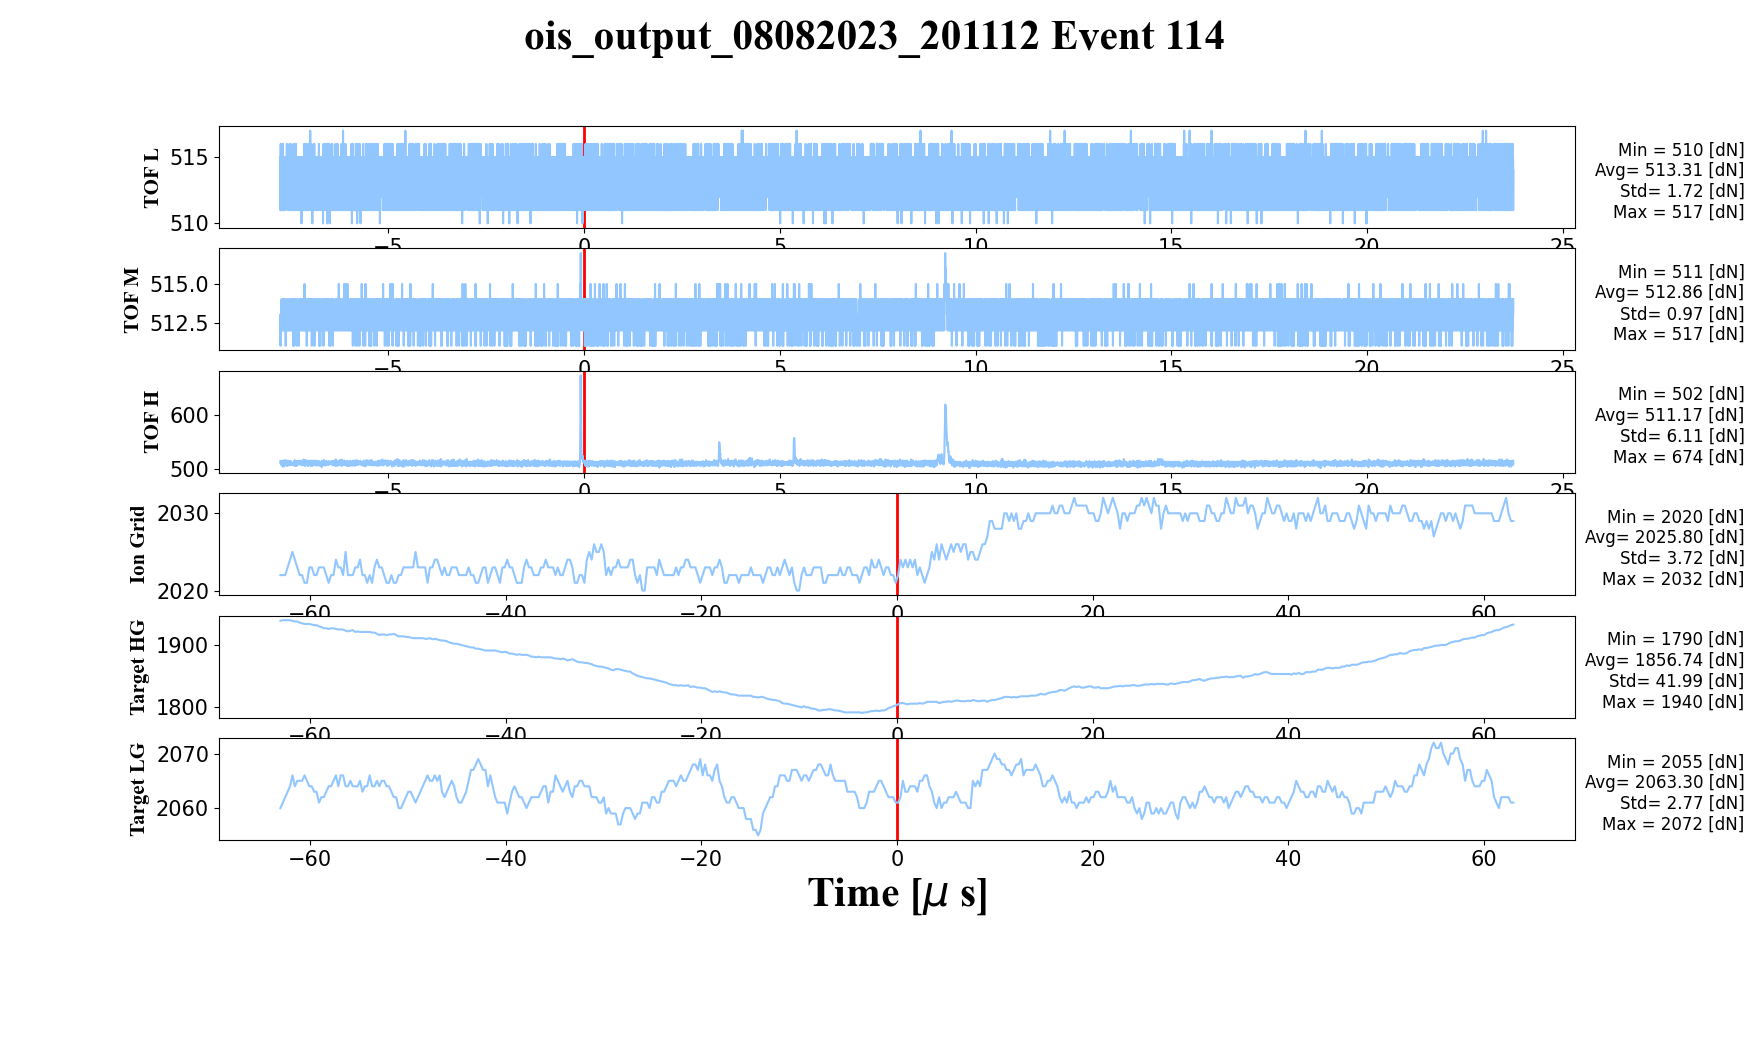 ois_output_08082023_201112 Event 114
TOF L
515
510
−5 0 5 10 15 20 25
Min = 510 [dN]
Avg= 513.31 [dN]
Std= 1.72 [dN]
Max = 517 [dN]
TOF M
515.0
512.5
−5 0 5 10 15 20 25
Min = 511 [dN]
Avg= 512.86 [dN]
Std= 0.97 [dN]
Max = 517 [dN]
TOF H
600
500
−5 0 5 10 15 20 25
Min = 502 [dN]
Avg= 511.17 [dN]
Std= 6.11 [dN]
Max = 674 [dN]
Ion Grid
2030
2020
−60 −40 −20 0 20 40 60
Min = 2020 [dN]
Avg= 2025.80 [dN]
Std= 3.72 [dN]
Max = 2032 [dN]
Target HG
1900
1800
−60 −40 −20 0 20 40 60
Min = 1790 [dN]
Avg= 1856.74 [dN]
Std= 41.99 [dN]
Max = 1940 [dN]
Target LG
2070
2060
−60 −40 −20 0 20 40 60
Min = 2055 [dN]
Avg= 2063.30 [dN]
Std= 2.77 [dN]
Max = 2072 [dN]
Time [μ s]